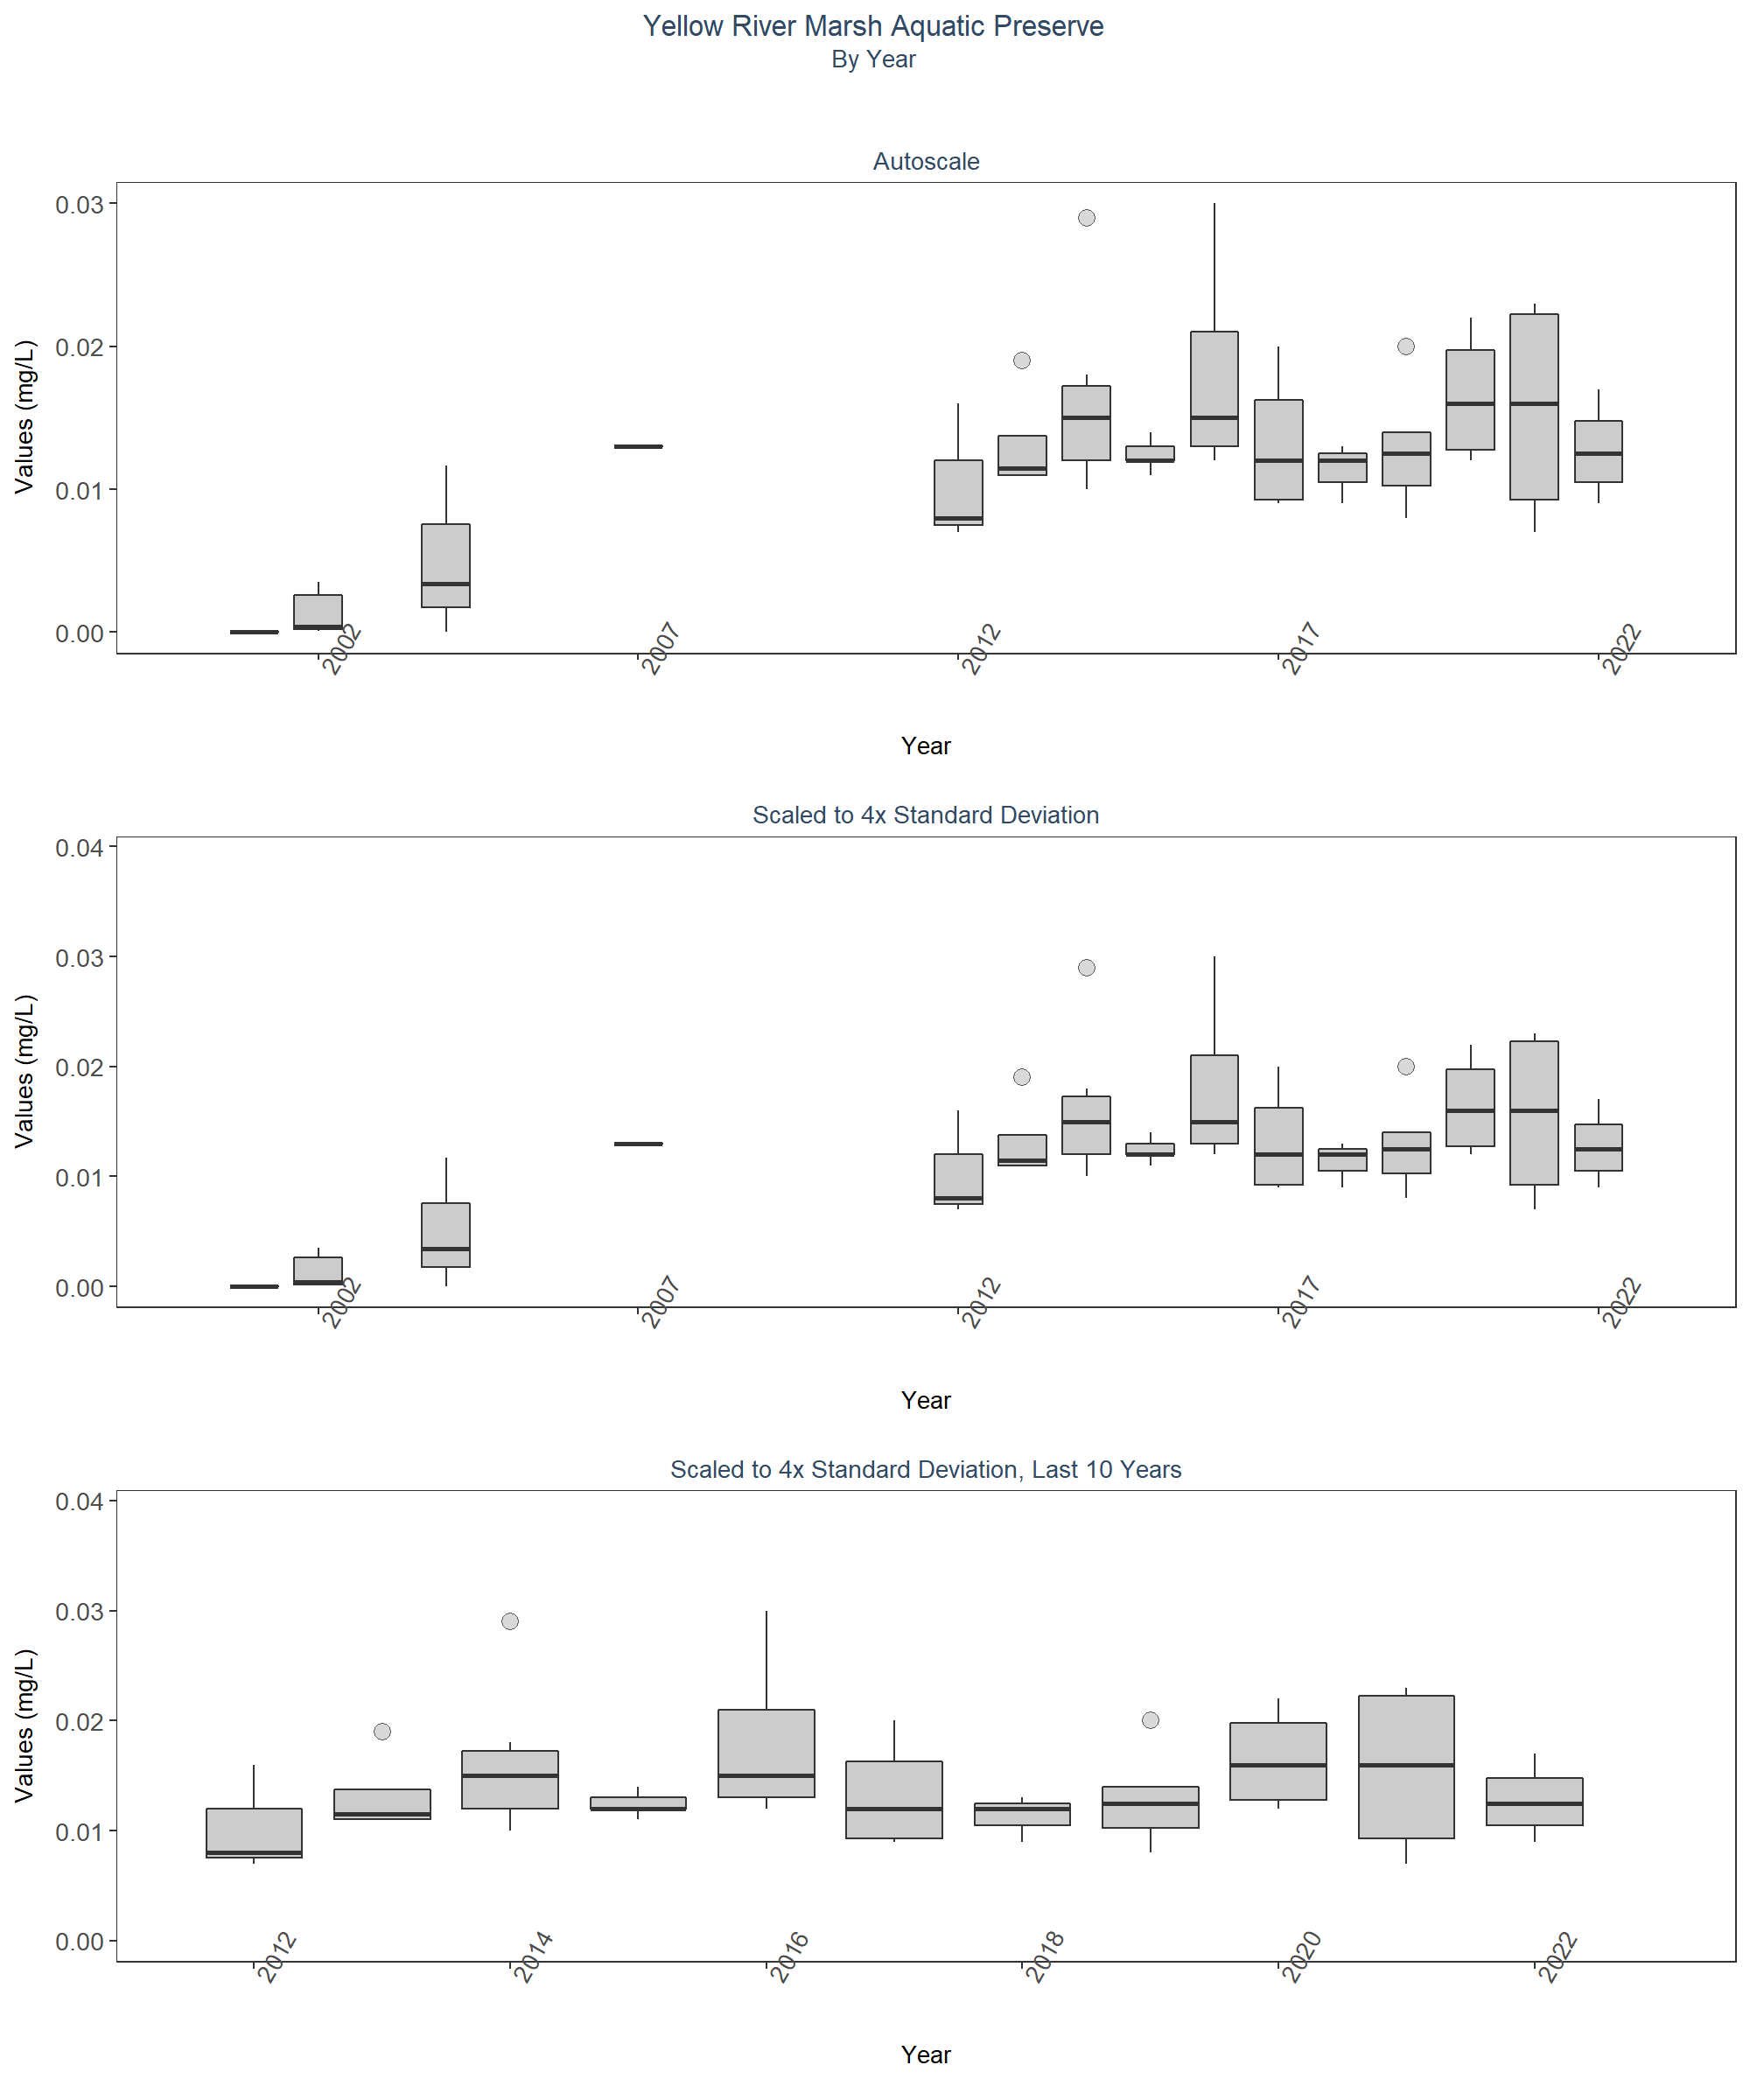 Yellow River Marsh Aquatic Preserve
By Year
Autoscale
Values (mg/L)
0.03
0.02
0.01
0.00
2002
2007
2012
2017
2022
Year
Scaled to 4x Standard Deviation
Values (mg/L)
0.04
0.03
0.02
0.01
0.00
2002
2007
2012
2017
2022
Year
Scaled to 4x Standard Deviation, Last 10 Years
Values (mg/L)
0.04
0.03
0.02
0.01
0.00
2012
2014
2016
2018
2020
2022
Year